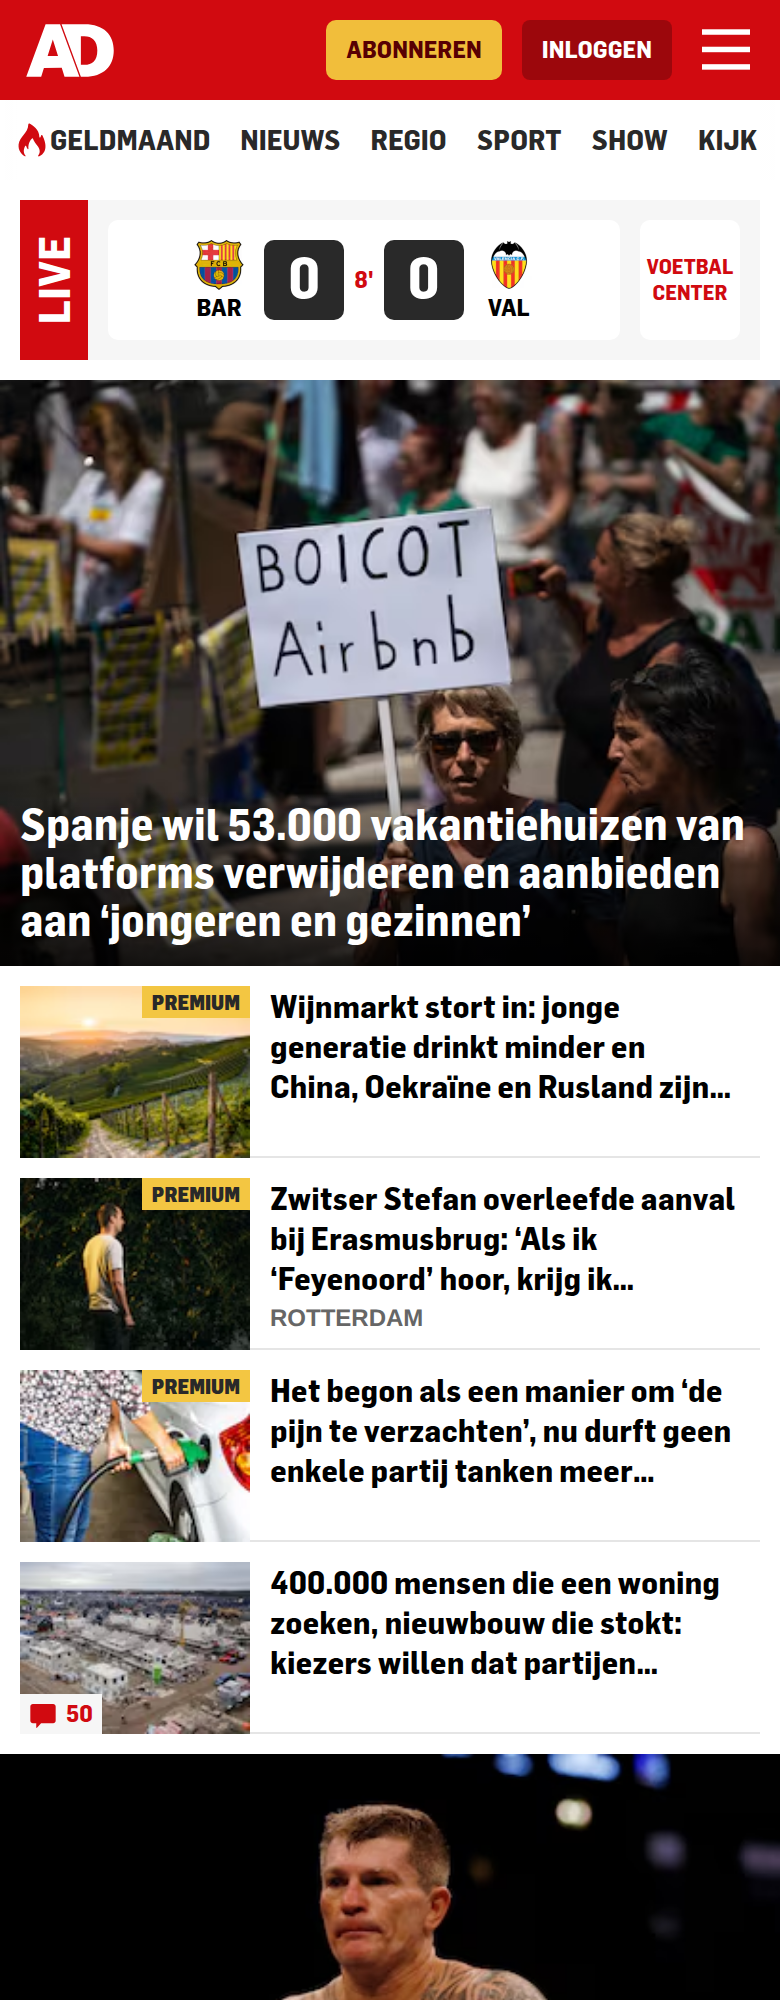 AD
ABONNEREN
INLOGGEN
GELDMAAND NIEUWS REGIO SPORT SHOW KIJK
LIVE
FCB
BAR
0
8'
0
VAL
VOETBAL
CENTER
BOICOT
Airbnb
Spanje wil 53.000 vakantiehuizen van
platforms verwijderen en aanbieden
aan ‘jongeren en gezinnen’
PREMIUM
Wijnmarkt stort in: jonge
generatie drinkt minder en
China, Oekraïne en Rusland zijn...
PREMIUM
Zwitser Stefan overleefde aanval
bij Erasmusbrug: ‘Als ik
‘Feyenoord’ hoor, krijg ik...
ROTTERDAM
PREMIUM
Het begon als een manier om ‘de
pijn te verzachten’, nu durft geen
enkele partij tanken meer...
400.000 mensen die een woning
zoeken, nieuwbouw die stokt:
kiezers willen dat partijen...
50